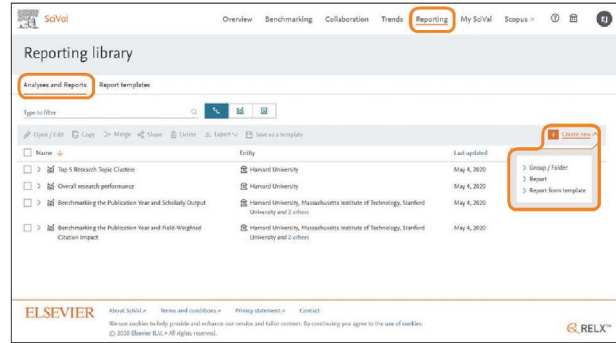 SciVal
Overview Benchmarking Collaboration Trends Reporting My SciVal Scopus EJ
Reporting library
Analyses and Reports Report templates
Type to filter
Open / Edit Copy Merge Share Delete Export Save as a template Create new
Name Entity Last updated
Group / Folder
Report
Report from template
Top 5 Research Topic Clusters Harvard University May 4, 2020
Overall research performance Harvard University May 4, 2020
Benchmarking the Publication Year and Scholarly Output Harvard University, Massachusetts Institute of Technology, Stanford May 4, 2020
University and 2 others
Benchmarking the Publication Year and Field-Weighted Harvard University, Massachusetts Institute of Technology, Stanford May 4, 2020
Citation Impact University and 2 others
ELSEVIER
About SciVal Terms and conditions Privacy statement Contact
We use cookies to help provide and enhance our service and tailor content. By continuing you agree to the use of cookies.
© 2020 Elsevier B.V. All rights reserved.
RELX™